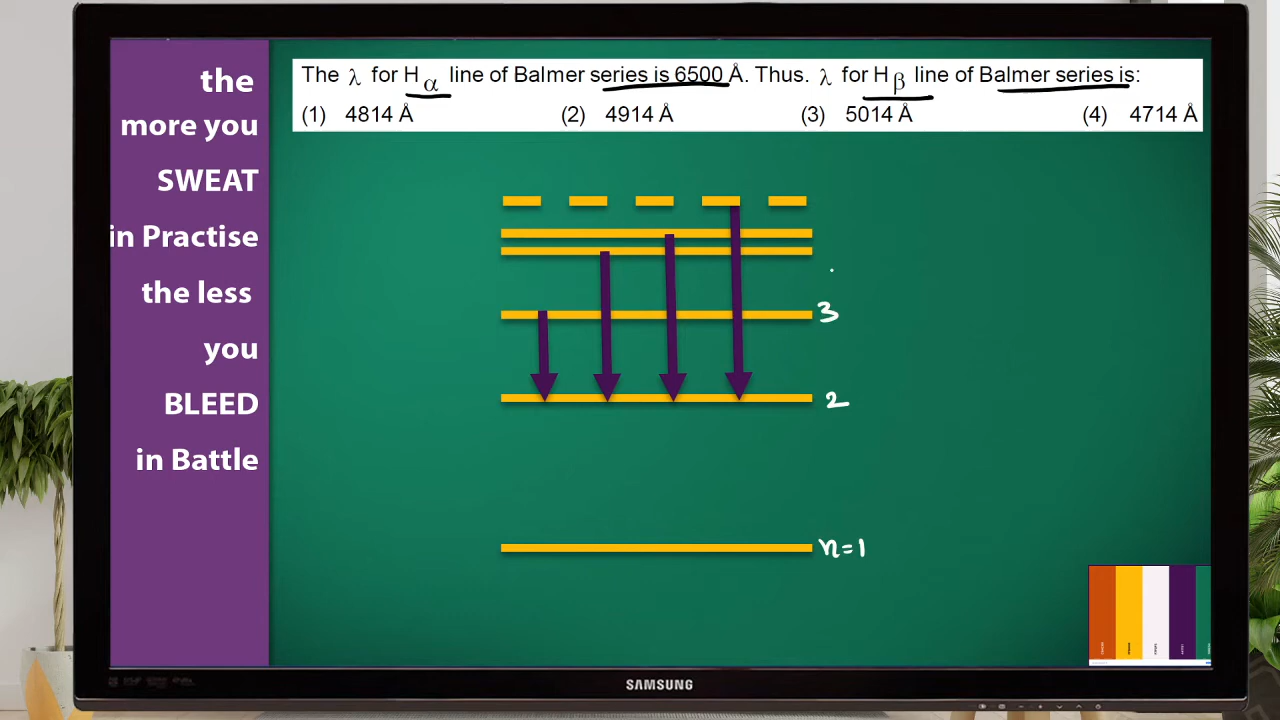 the
more you
SWEAT
in Practise
the less
you
BLEED
in Battle
The λ for H α line of Balmer series is 6500 Å. Thus. λ for H β line of Balmer series is:
(1) 4814 Å (2) 4914 Å (3) 5014 Å (4) 4714 Å
3
2
n=1
SAMSUNG